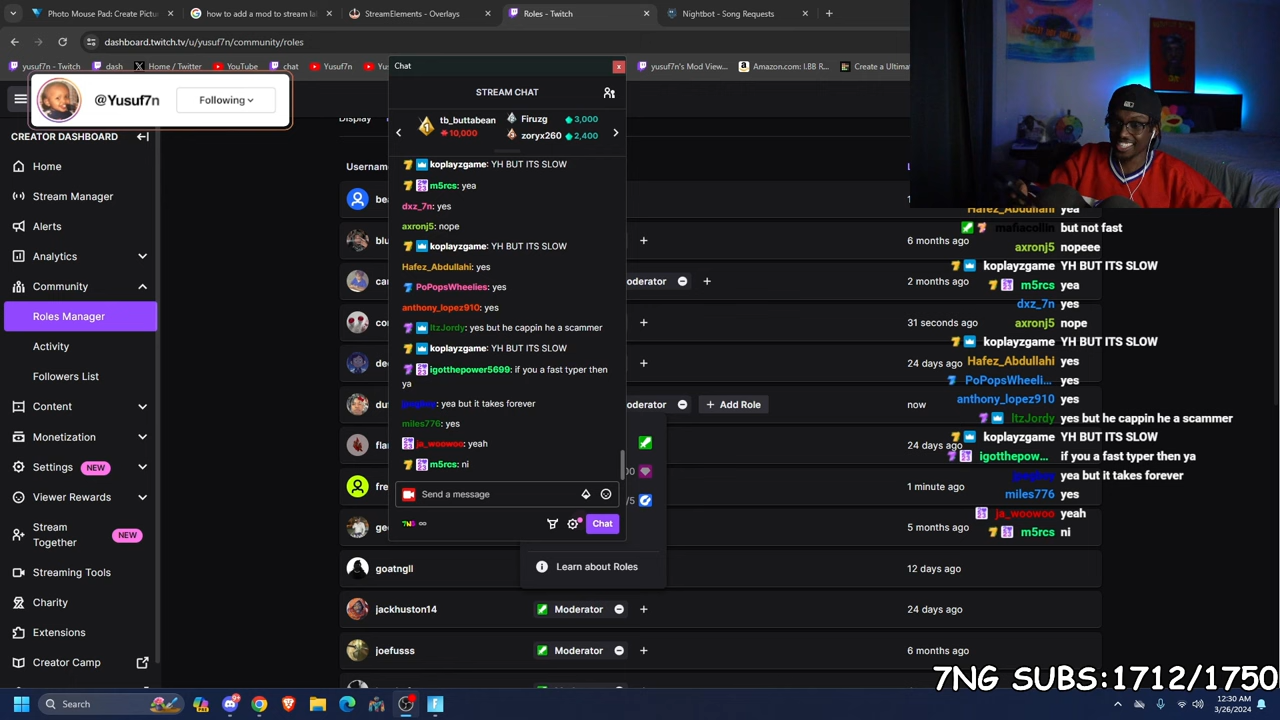 Photo Mouse Pad: Create Pictur
how to add a mod to stream la
StreamElements - Overlays
Roles - Twitch
Nightbot - Song Requests
dashboard.twitch.tv/u/yusuf7n/community/roles
yusuf7n - Twitch
dash
Home / Twitter
YouTube
chat
Yusuf7n
yusuf7n's Mod View...
Amazon.com: LBB R...
Create a Ultimat
@Yusuf7n
Following
CREATOR DASHBOARD
Home
Stream Manager
Alerts
Analytics
Community
Roles Manager
Activity
Followers List
Content
Monetization
Settings
NEW
Viewer Rewards
Stream Together
NEW
Streaming Tools
Charity
Extensions
Creator Camp
Chat
STREAM CHAT
tb_buttabean
10,000
Firuzg
3,000
zoryx260
2,400
koplayzgame: YH BUT ITS SLOW
m5rcs: yea
dxz_7n: yes
axronj5: nope
koplayzgame: YH BUT ITS SLOW
Hafez_Abdullahi: yes
PoPopsWheelies: yes
anthony_lopez910: yes
ItzJordy: yes but he cappin he a scammer
koplayzgame: YH BUT ITS SLOW
igotthepower5699: if you a fast typer then
ya
yea but it takes forever
miles776: yes
ja_woowoo: yeah
m5rcs: ni
Send a message
Chat
Learn about Roles
Add Role
6 months ago
2 months ago
31 seconds ago
24 days ago
now
24 days ago
1 minute ago
5 months ago
goatngll
12 days ago
jackhuston14
Moderator
24 days ago
joefusss
Moderator
6 months ago
Hafez_Abdullahi yea
mafiacollin but not fast
axronj5 nopeee
koplayzgame YH BUT ITS SLOW
m5rcs yea
dxz_7n yes
axronj5 nope
koplayzgame YH BUT ITS SLOW
Hafez_Abdullahi yes
PoPopsWheeli... yes
anthony_lopez910 yes
ItzJordy yes but he cappin he a scammer
koplayzgame YH BUT ITS SLOW
igotthepow... if you a fast typer then ya
yea but it takes forever
miles776 yes
ja_woowoo yeah
m5rcs ni
7NG SUBS:1712/1750
Search
12:30 AM
3/26/2024